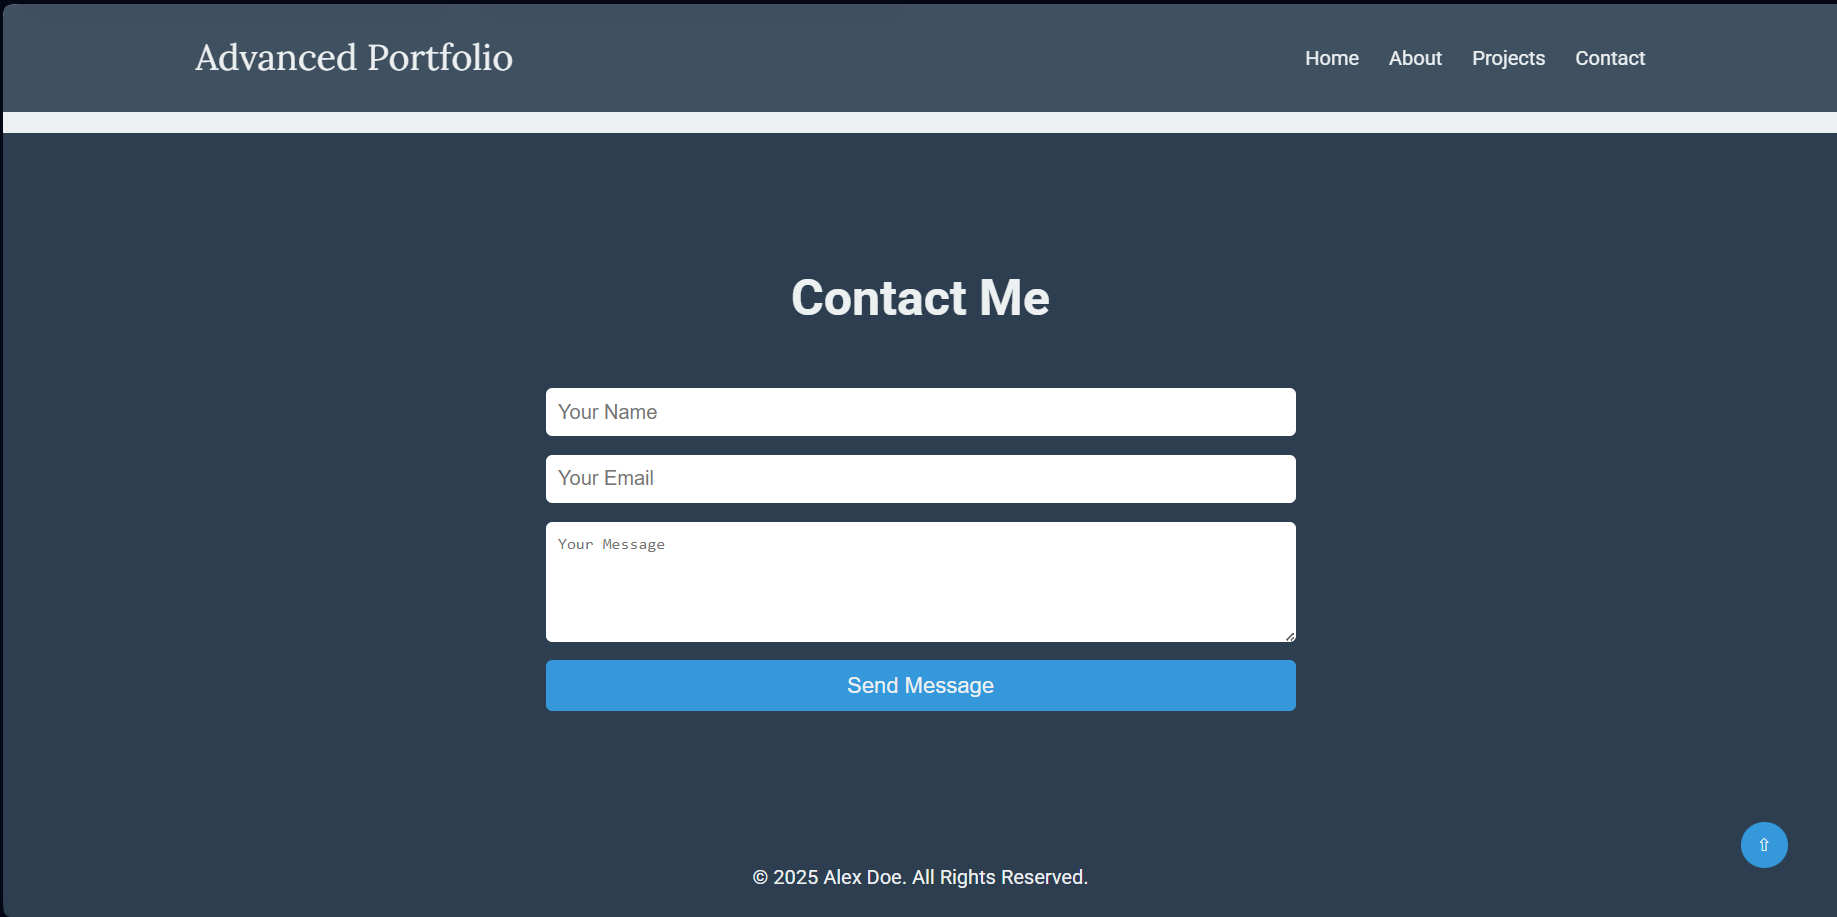 Advanced Portfolio
Home About Projects Contact
Contact Me
Your Name
Your Email
Your Message
Send Message
⇧
© 2025 Alex Doe. All Rights Reserved.